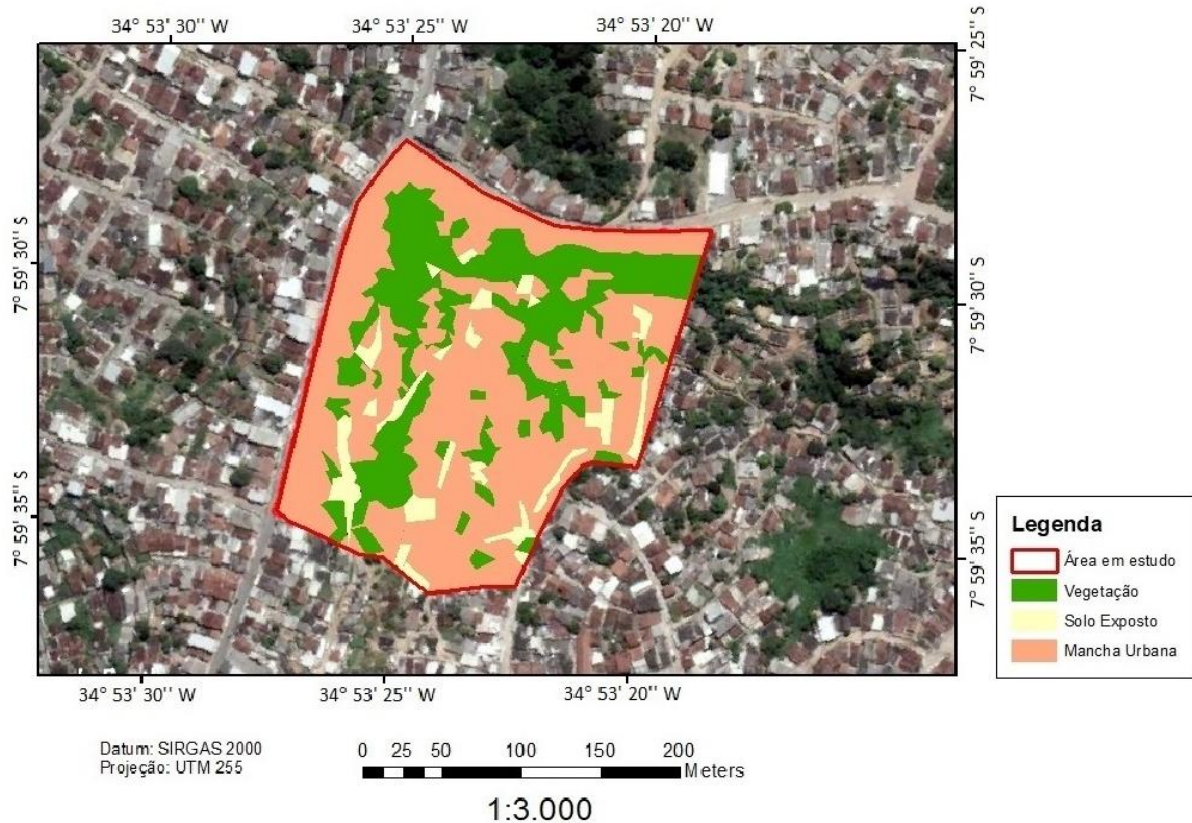 34° 53' 30'' W
34° 53' 25'' W
34° 53' 20'' W
7° 59' 25'' S
7° 59' 30'' S
7° 59' 30'' S
7° 59' 35'' S
7° 59' 35'' S
34° 53' 30'' W
34° 53' 25'' W
34° 53' 20'' W
Legenda
Área em estudo
Vegetação
Solo Exposto
Mancha Urbana
Datum: SIRGAS 2000
Projeção: UTM 255
0 25 50 100 150 200
Meters
1:3.000